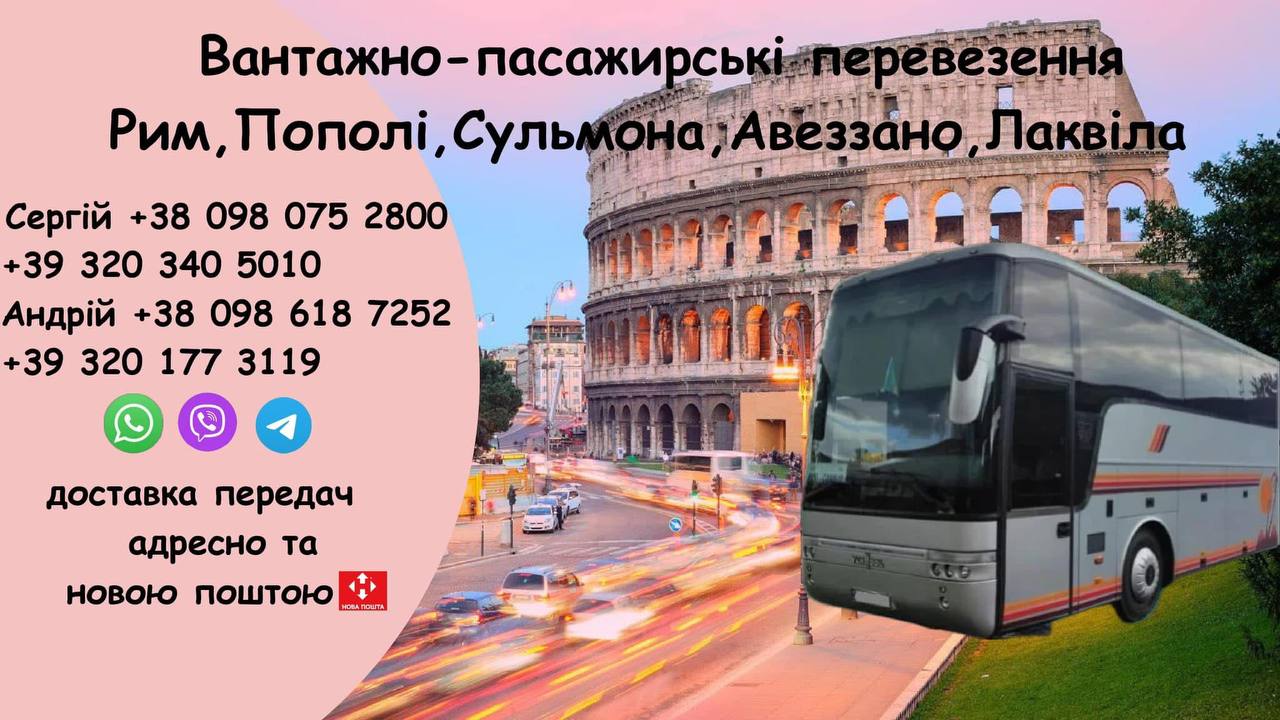 Вантажно-пасажирські перевезення
Рим,Пополі,Сульмона,Авеззано,Лаквіла
Сергій +38 098 075 2800
+39 320 340 5010
Андрій +38 098 618 7252
+39 320 177 3119
доставка передач
адресно та
новою поштою
НОВА ПОШТА